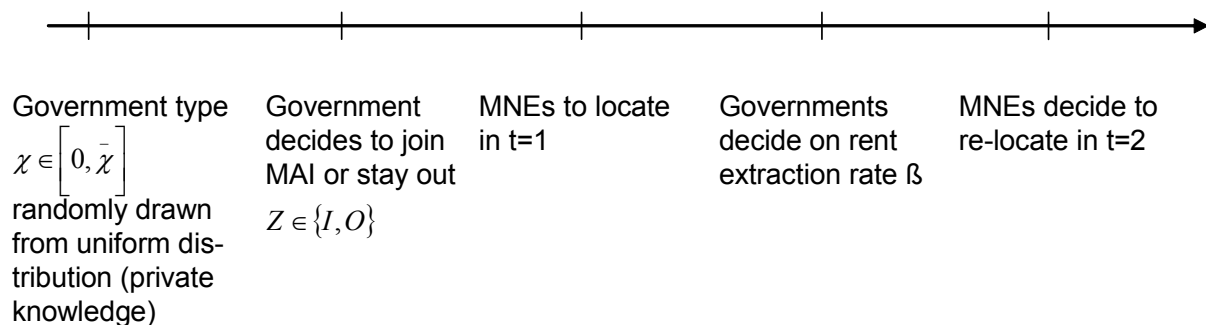 Government type
χ ∈ [0, χ̄]
randomly drawn
from uniform dis-
tribution (private
knowledge)
Government
decides to join
MAI or stay out
Z ∈ {I, O}
MNEs to locate
in t=1
Governments
decide on rent
extraction rate ß
MNEs decide to
re-locate in t=2